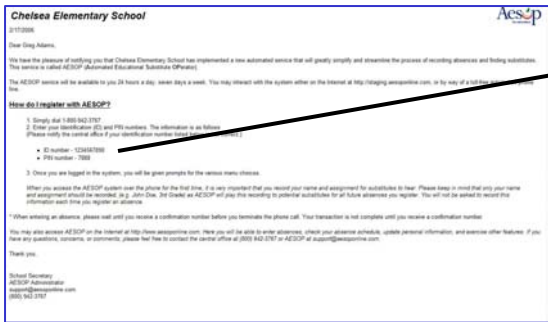 Chelsea Elementary School
Aesop
2/17/2006
Dear Greg Adams,
We have the pleasure of notifying you that Chelsea Elementary School has implemented a new automated service that will greatly simplify and streamline the process of recording absences and finding substitutes.
This service is called AESOP (Automated Educational Substitute OPerator).
The AESOP service will be available to you 24 hours a day, seven days a week. You may interact with the system either on the Internet at http://staging.aesoponline.com, or by way of a toll-free
line.
How do I register with AESOP?
1. Simply dial 1-800-942-3767
2. Enter your Identification (ID) and PIN numbers. The information is as follows:
(Please notify the central office if your identification number listed
• ID number - 1234567890
• PIN number - 7888
3. Once you are logged in the system, you will be given prompts for the various menu choices.
When you access the AESOP system over the phone for the first time, it is very important that you record your name and assignment for substitutes to hear. Please keep in mind that only your name
and assignment should be recorded, (e.g. John Doe, 3rd Grade) as AESOP will play this recording to potential substitutes for all future absences you register. You will not be asked to record this
information each time you register an absence.
* When entering an absence, please wait until you receive a confirmation number before you terminate the phone call. Your transaction is not complete until you receive a confirmation number.
You may also access AESOP on the Internet at http://www.aesoponline.com. Here you will be able to enter absences, check your absence schedule, update personal information, and exercise other features. If you
have any questions, concerns, or comments, please feel free to contact the central office at (800) 942-3767 or AESOP at support@aesoponline.com.
Thank you,
School Secretary
AESOP Administrator
support@aesoponline.com
(800) 942-3767